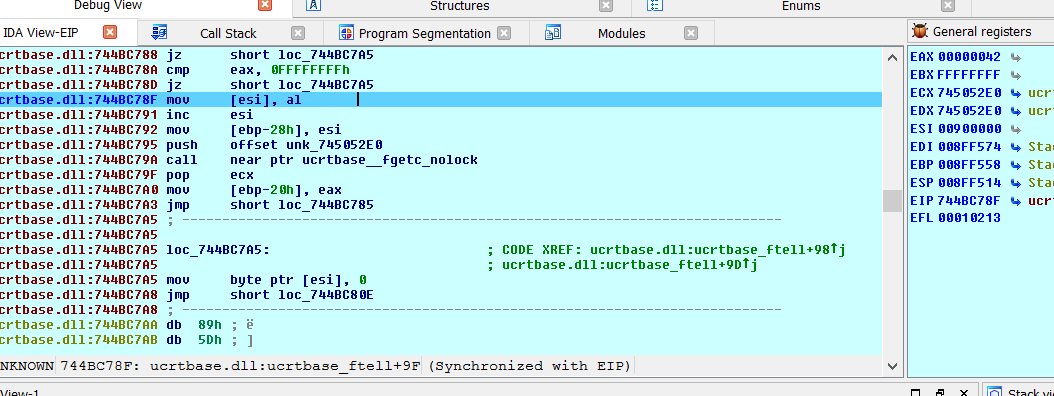 Debug View Structures Enums
IDA View-EIP Call Stack Program Segmentation Modules General registers
crtbase.dll:744BC788 jz short loc_744BC7A5
crtbase.dll:744BC78A cmp eax, 0FFFFFFFFh
crtbase.dll:744BC78D jz short loc_744BC7A5
crtbase.dll:744BC78F mov [esi], al
crtbase.dll:744BC791 inc esi
crtbase.dll:744BC792 mov [ebp-28h], esi
crtbase.dll:744BC795 push offset unk_745052E0
crtbase.dll:744BC79A call near ptr ucrtbase__fgetc_nolock
crtbase.dll:744BC79F pop ecx
crtbase.dll:744BC7A0 mov [ebp-20h], eax
crtbase.dll:744BC7A3 jmp short loc_744BC785
crtbase.dll:744BC7A5 ; ---------------------------------------------------------------------------
crtbase.dll:744BC7A5
crtbase.dll:744BC7A5 loc_744BC7A5: ; CODE XREF: ucrtbase.dll:ucrtbase_ftell+98↑j
crtbase.dll:744BC7A5 ; ucrtbase.dll:ucrtbase_ftell+9D↑j
crtbase.dll:744BC7A5 mov byte ptr [esi], 0
crtbase.dll:744BC7A8 jmp short loc_744BC80E
crtbase.dll:744BC7A8 ; ---------------------------------------------------------------------------
crtbase.dll:744BC7AA db 89h ; ë
crtbase.dll:744BC7AB db 5Dh ; ]
NKNOWN 744BC78F: ucrtbase.dll:ucrtbase_ftell+9F (Synchronized with EIP)
EAX 00000042
EBX FFFFFFFF
ECX 745052E0 ucrt
EDX 745052E0 ucrt
ESI 00900000
EDI 008FF574 Stac
EBP 008FF558 Stac
ESP 008FF514 Stac
EIP 744BC78F ucrt
EFL 00010213
View-1 Stack vi